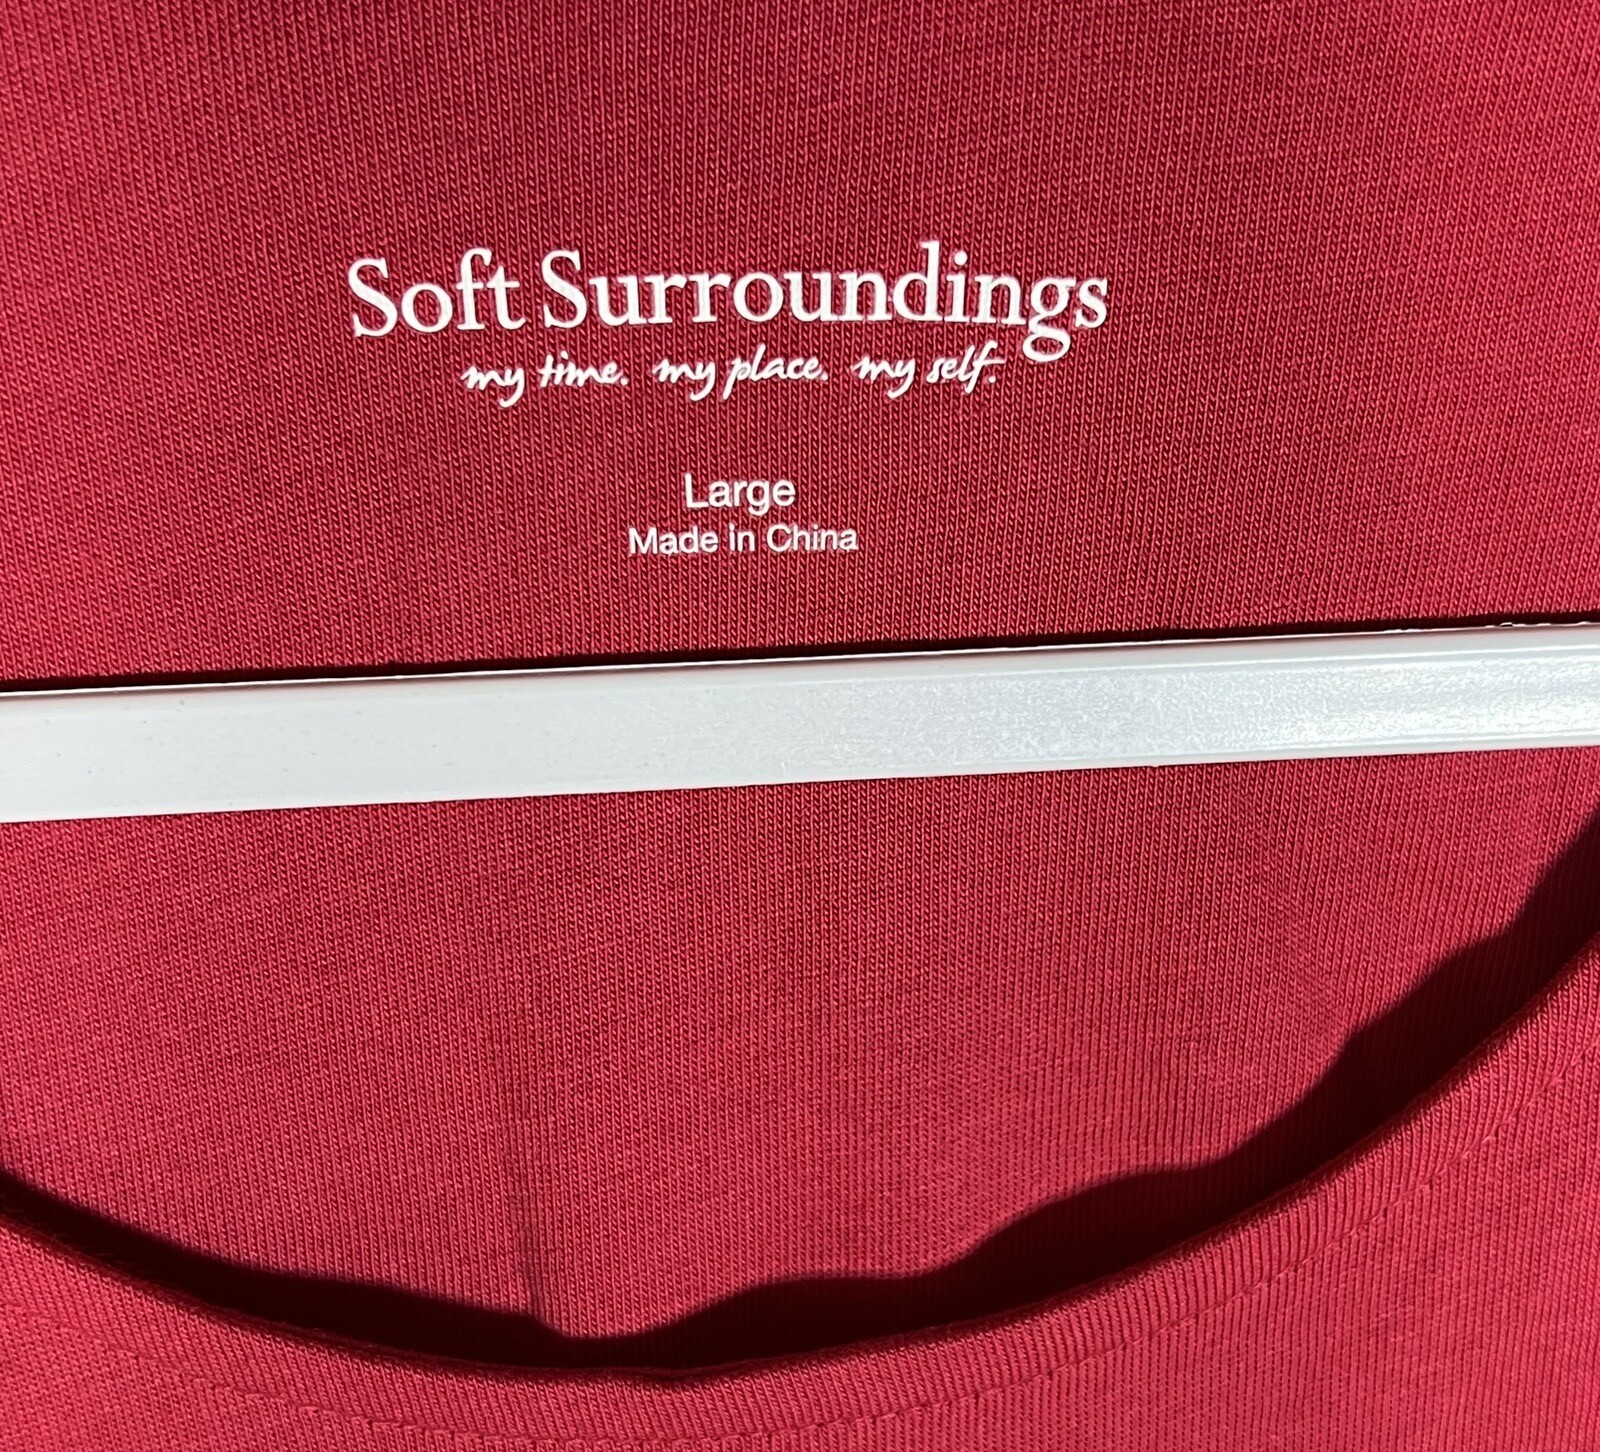 Soft Surroundings
my time. my place. my self.
Large
Made in China